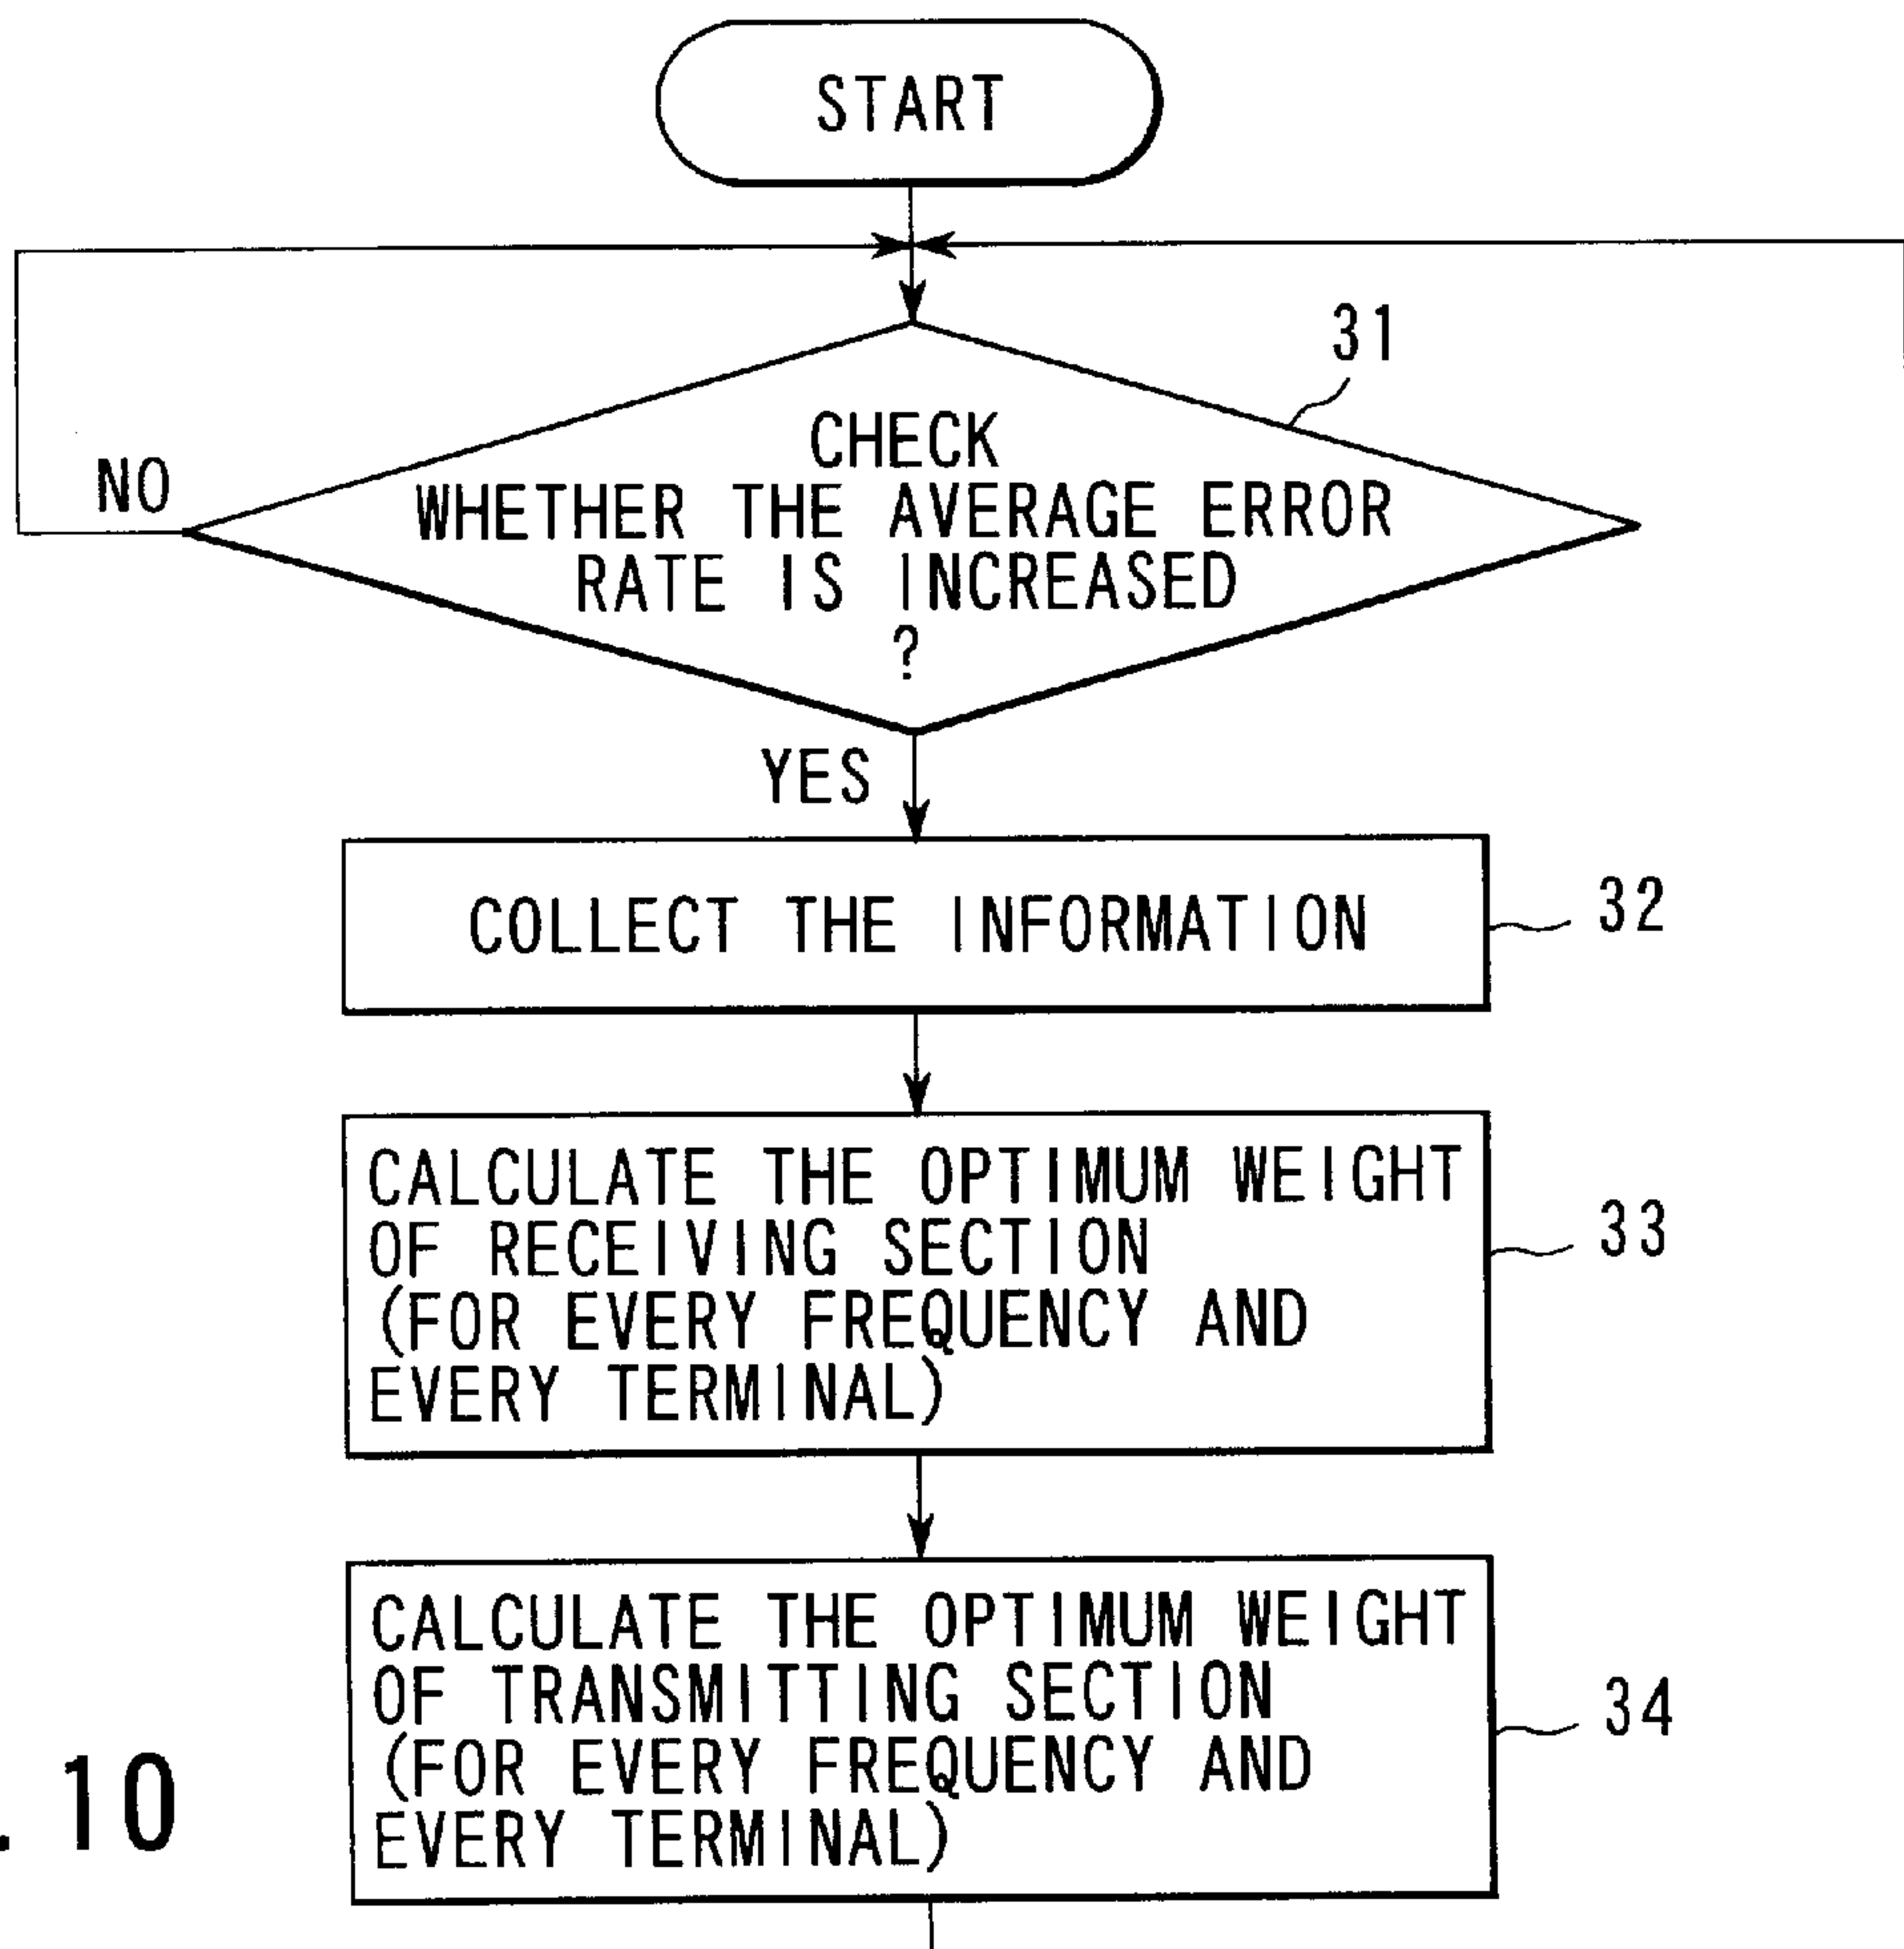 START
31
CHECK
WHETHER THE AVERAGE ERROR
RATE IS INCREASED
?
NO
YES
COLLECT THE INFORMATION
32
CALCULATE THE OPTIMUM WEIGHT
OF RECEIVING SECTION
(FOR EVERY FREQUENCY AND
EVERY TERMINAL)
33
CALCULATE THE OPTIMUM WEIGHT
OF TRANSMITTING SECTION
(FOR EVERY FREQUENCY AND
EVERY TERMINAL)
34
. 10